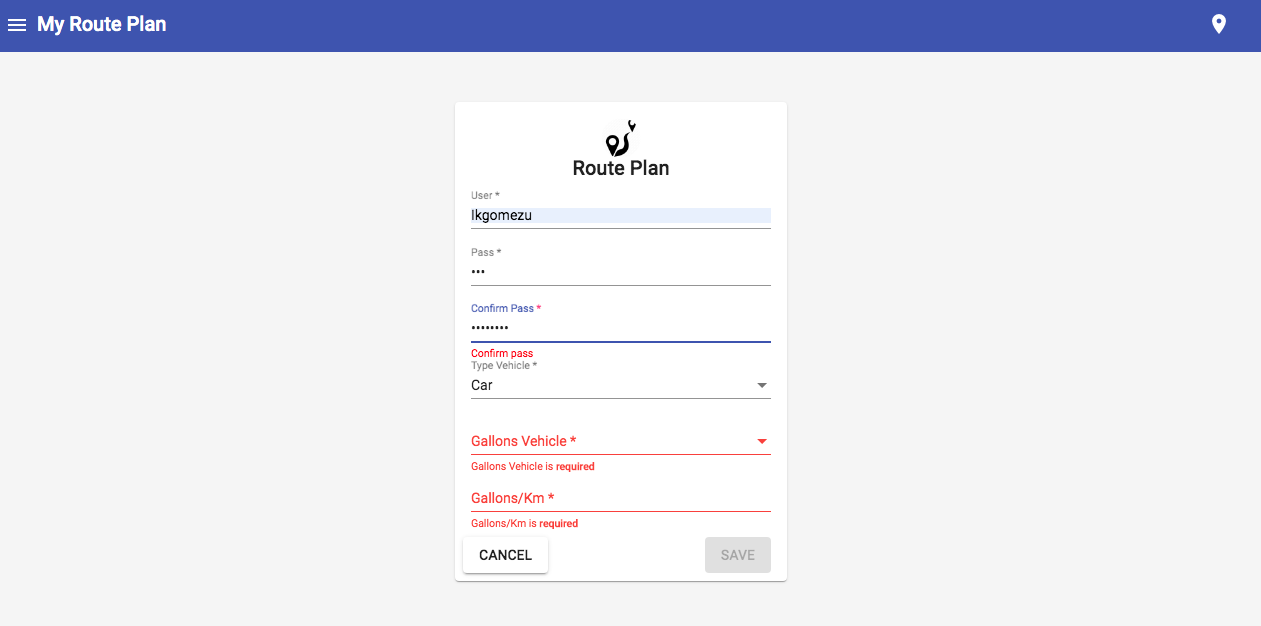 My Route Plan
Route Plan
User *
Ikgomezu
Pass *
•••
Confirm Pass *
••••••••
Confirm pass
Type Vehicle *
Car
Gallons Vehicle *
Gallons Vehicle is required
Gallons/Km *
Gallons/Km is required
CANCEL SAVE